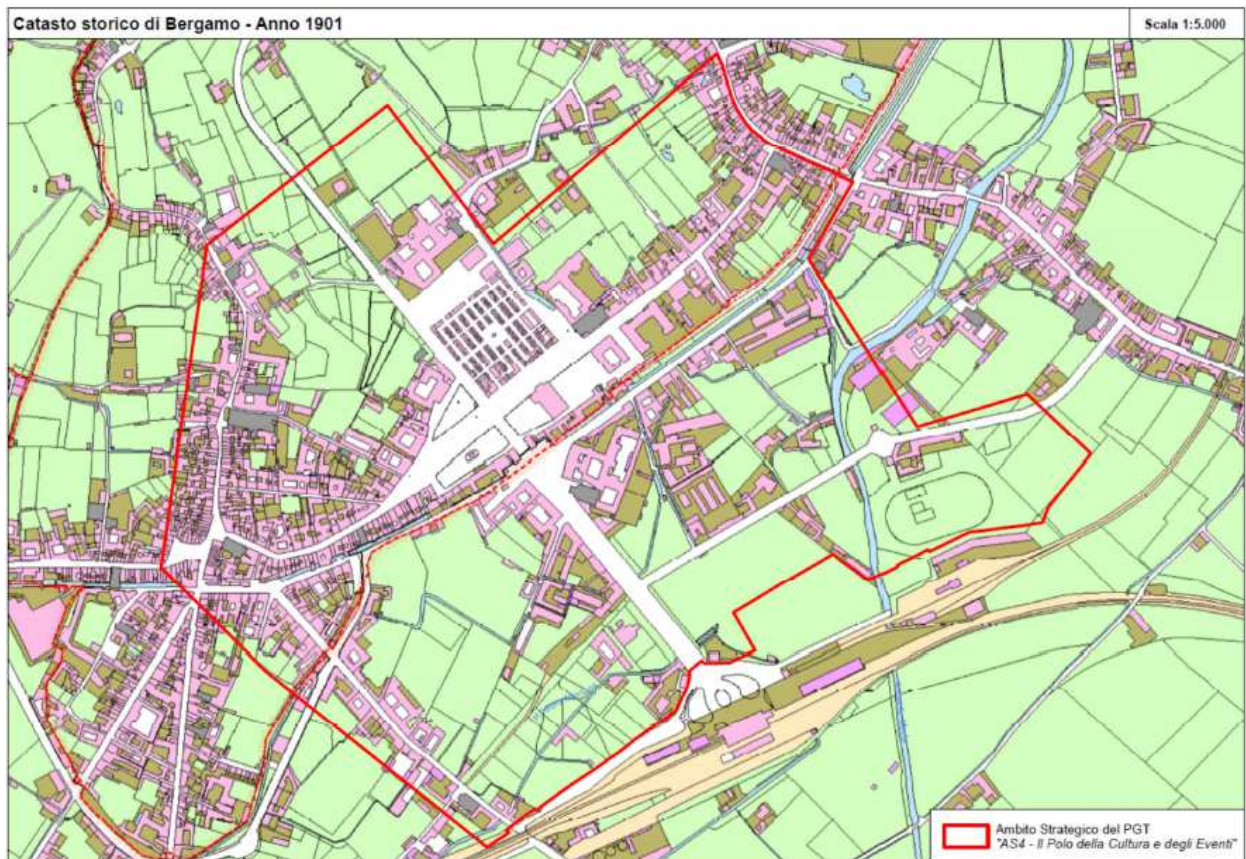 Catasto storico di Bergamo - Anno 1901
Scala 1:5.000
Ambito Strategico del PGT
"AS4 - Il Polo della Cultura e degli Eventi"